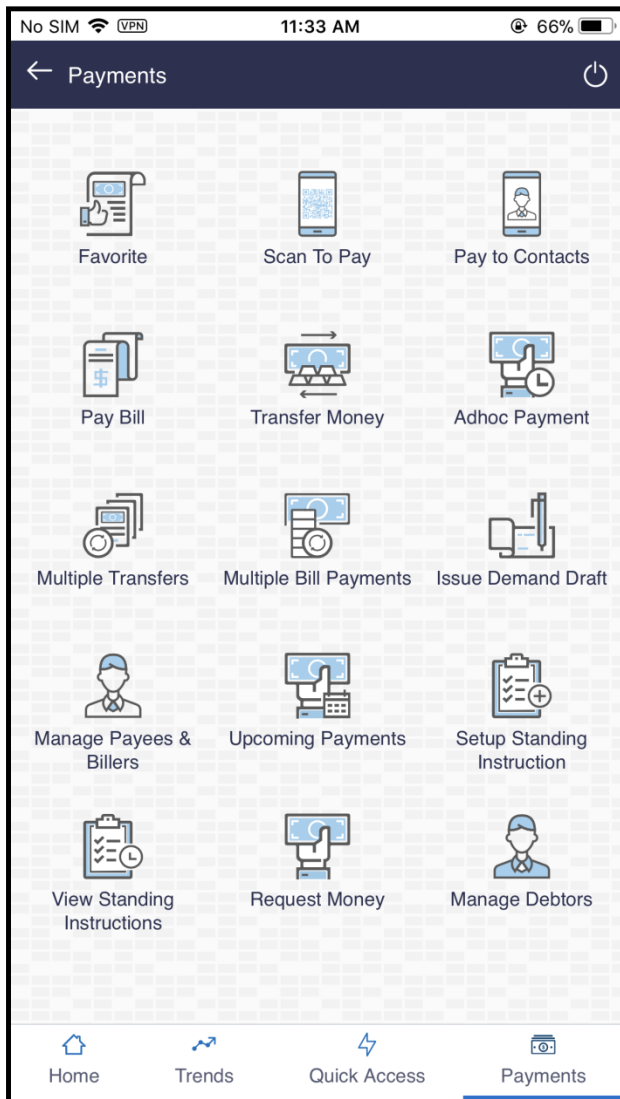 No SIM VPN 11:33 AM 66%
Payments
Favorite Scan To Pay Pay to Contacts
Pay Bill Transfer Money Adhoc Payment
Multiple Transfers Multiple Bill Payments Issue Demand Draft
Manage Payees & Upcoming Payments Setup Standing
Billers Instruction
View Standing Request Money Manage Debtors
Instructions
Home Trends Quick Access Payments